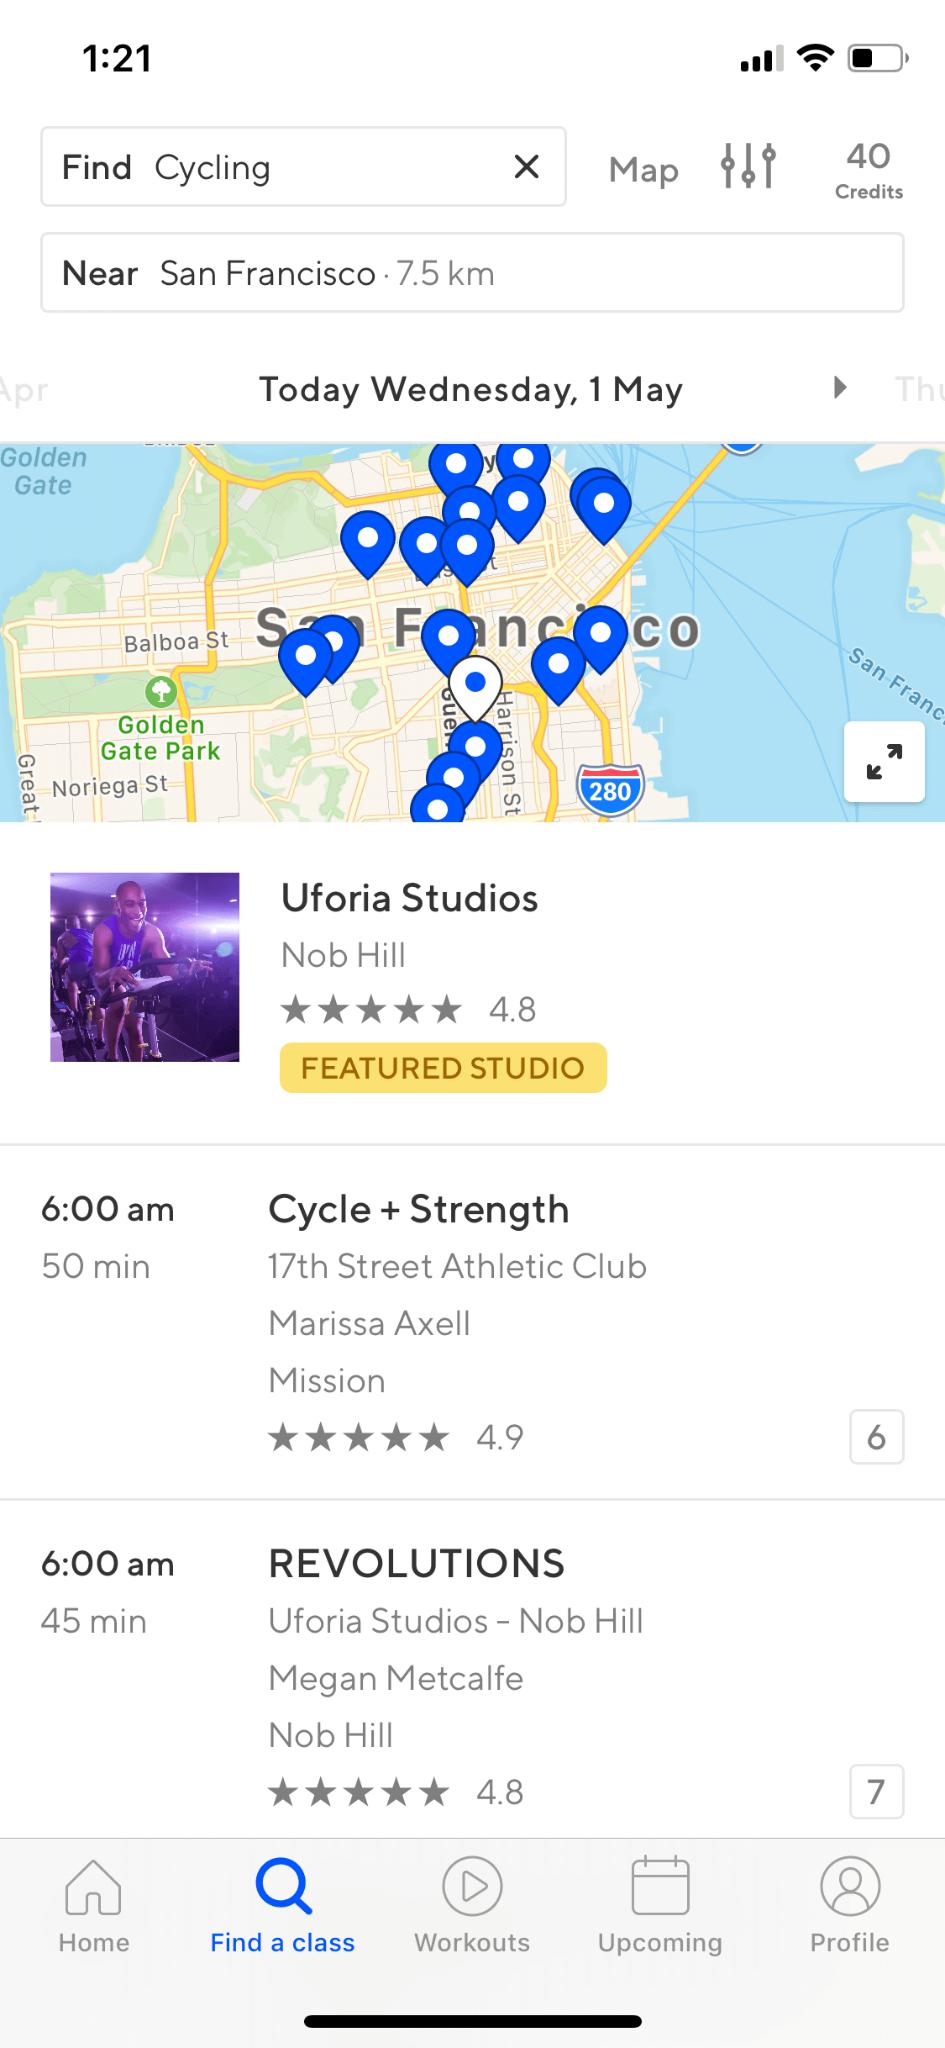 1:21
Find Cycling
Map
40
Credits
Near San Francisco · 7.5 km
Apr
Today Wednesday, 1 May
Thu
Golden
Gate
San Francisco
Balboa St
Golden
Gate Park
Noriega St
Great
Harrison St
280
Uforia Studios
Nob Hill
★★★★★ 4.8
FEATURED STUDIO
6:00 am
50 min
Cycle + Strength
17th Street Athletic Club
Marissa Axell
Mission
★★★★★ 4.9
6
6:00 am
45 min
REVOLUTIONS
Uforia Studios – Nob Hill
Megan Metcalfe
Nob Hill
★★★★★ 4.8
7
Home
Find a class
Workouts
Upcoming
Profile